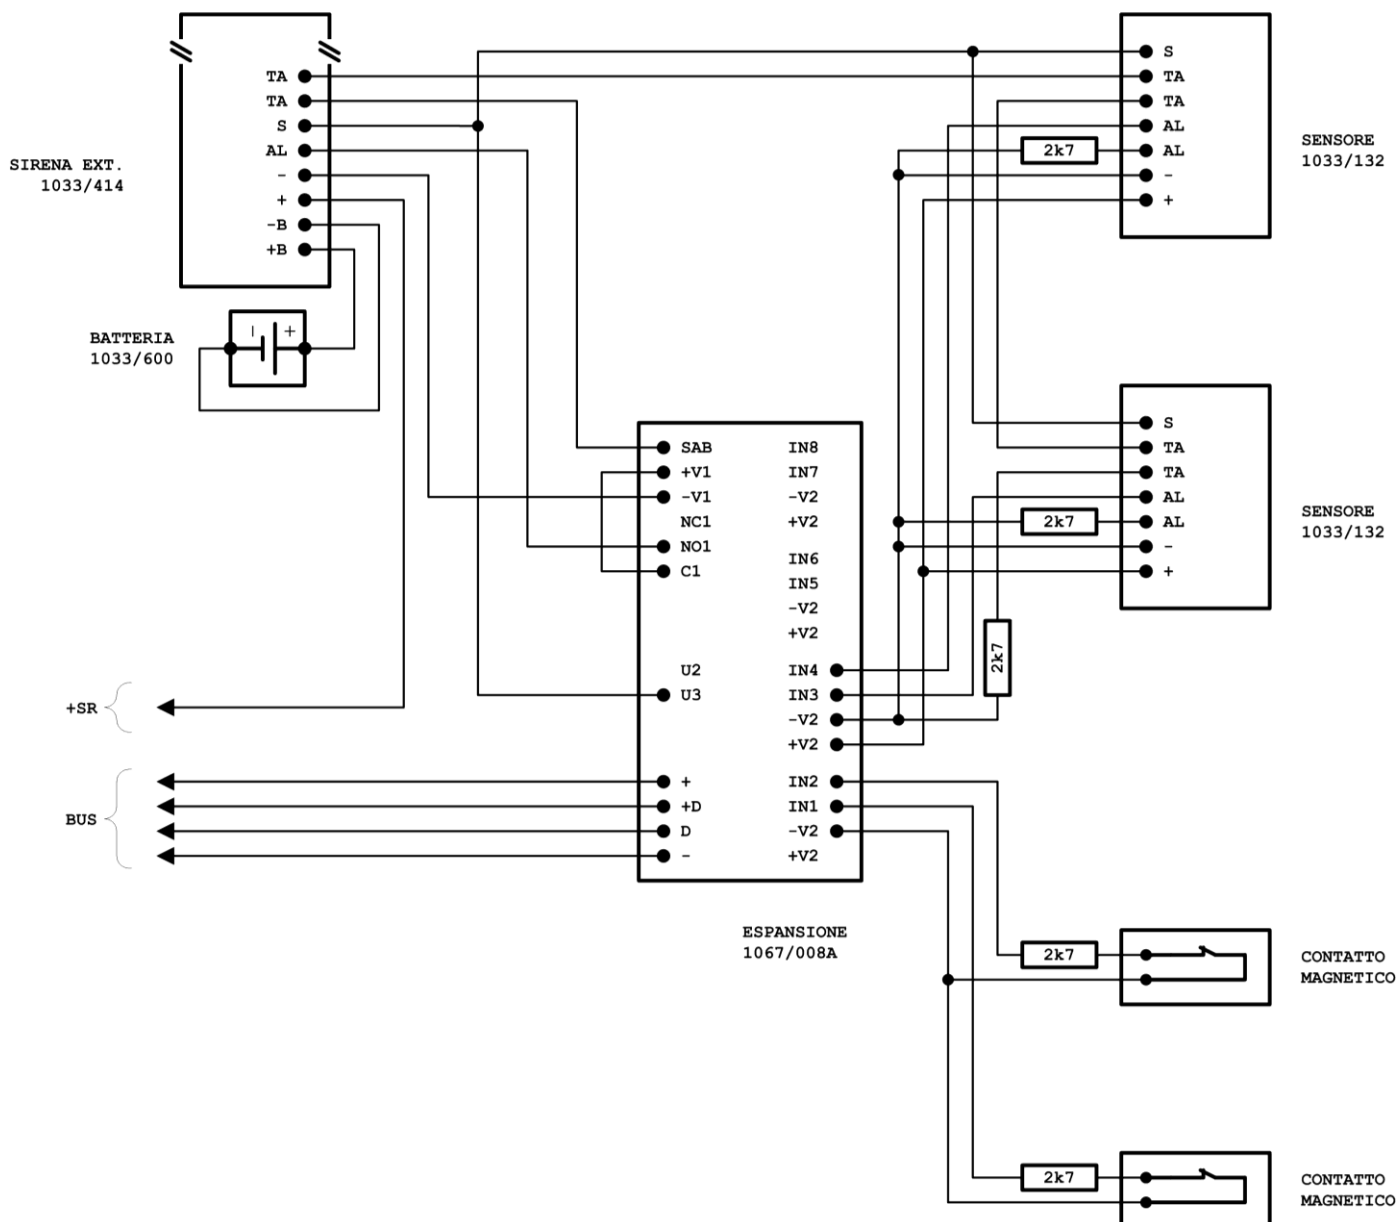 SIRENA EXT.
1033/414
TA
TA
S
AL
-
+
-B
+B
BATTERIA
1033/600
- +
S
TA
TA
AL
2k7 AL
-
+
SENSORE
1033/132
S
TA
TA
AL
2k7 AL
-
+
SENSORE
1033/132
2k7
SAB IN8
+V1 IN7
-V1 -V2
NC1 +V2
NO1 IN6
C1 IN5
-V2
+V2
U2 IN4
U3 IN3
-V2
+V2
+ IN2
+D IN1
D -V2
- +V2
+SR
BUS
ESPANSIONE
1067/008A
2k7
CONTATTO
MAGNETICO
2k7
CONTATTO
MAGNETICO